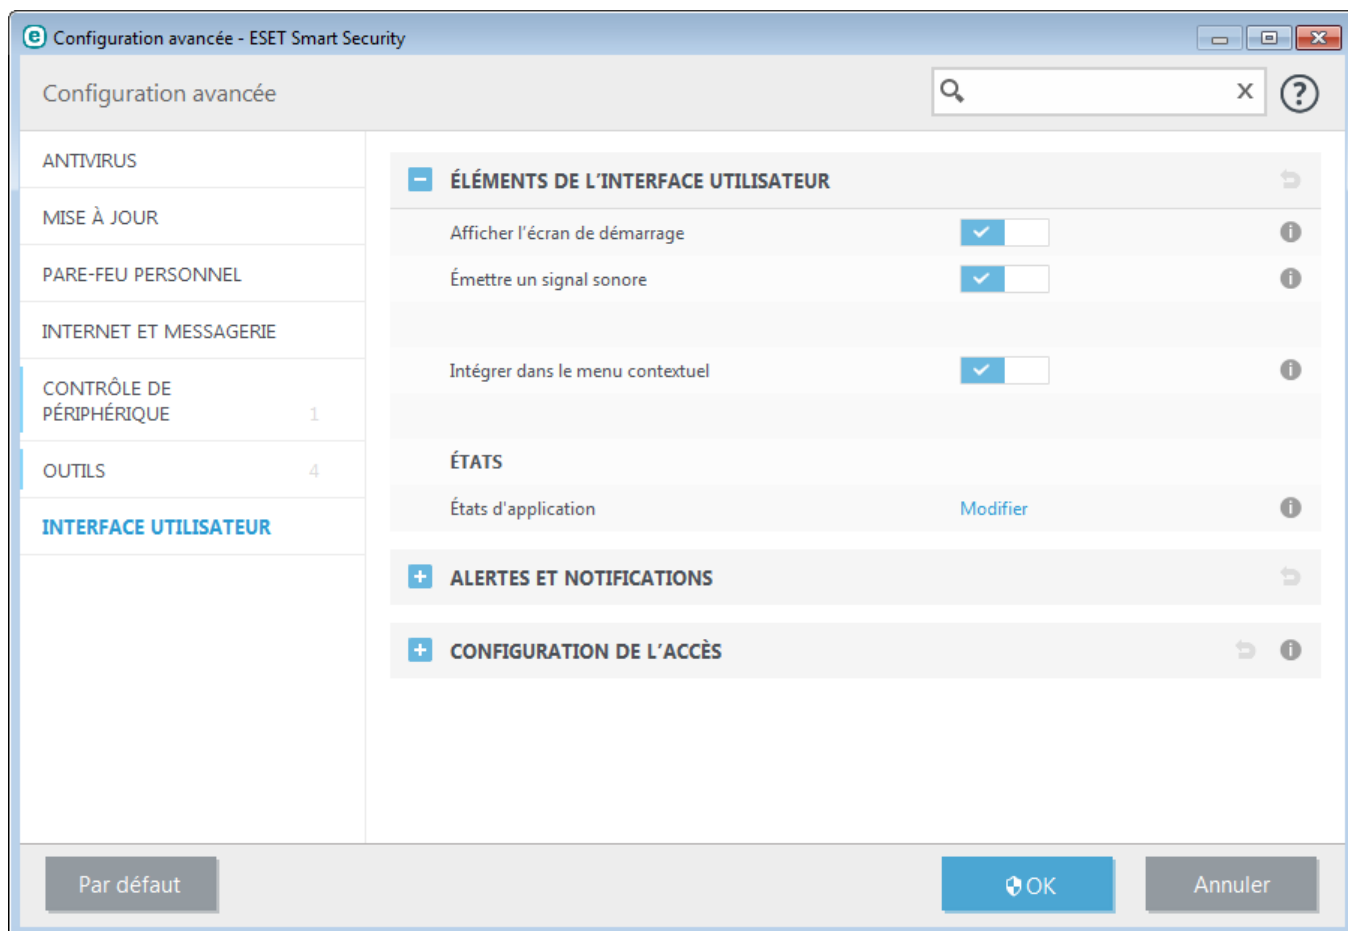 Configuration avancée - ESET Smart Security
Configuration avancée
ANTIVIRUS
MISE À JOUR
PARE-FEU PERSONNEL
INTERNET ET MESSAGERIE
CONTRÔLE DE
PÉRIPHÉRIQUE 1
OUTILS 4
INTERFACE UTILISATEUR
ÉLÉMENTS DE L'INTERFACE UTILISATEUR
Afficher l'écran de démarrage
Émettre un signal sonore
Intégrer dans le menu contextuel
ÉTATS
États d'application Modifier
ALERTES ET NOTIFICATIONS
CONFIGURATION DE L'ACCÈS
Par défaut OK Annuler